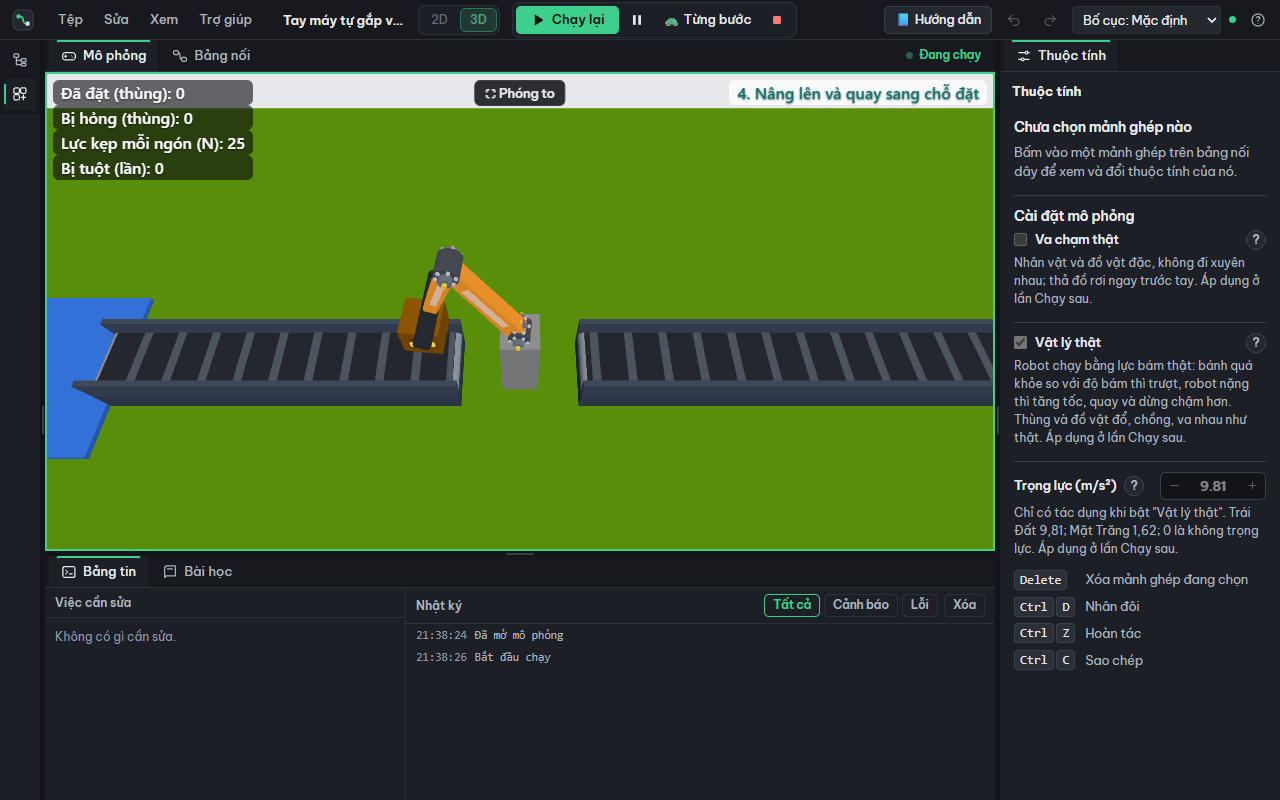 Tệp Sửa Xem Trợ giúp Tay máy tự gắp v... 2D 3D Chạy lại Từng bước Hướng dẫn Bố cục: Mặc định
Mô phỏng Bảng nối Đang chạy
Đã đặt (thùng): 0
Bị hỏng (thùng): 0
Lực kẹp mỗi ngón (N): 25
Bị tuột (lần): 0
Phóng to
4. Nâng lên và quay sang chỗ đặt
Bảng tin Bài học
Việc cần sửa
Không có gì cần sửa.
Nhật ký Tất cả Cảnh báo Lỗi Xóa
21:38:24 Đã mở mô phỏng
21:38:26 Bắt đầu chạy
Thuộc tính
Thuộc tính
Chưa chọn mảnh ghép nào
Bấm vào một mảnh ghép trên bảng nối
dây để xem và đổi thuộc tính của nó.
Cài đặt mô phỏng
Va chạm thật ?
Nhân vật và đồ vật đặc, không đi xuyên
nhau; thả đồ rơi ngay trước tay. Áp dụng ở
lần Chạy sau.
Vật lý thật ?
Robot chạy bằng lực bám thật: bánh quá
khỏe so với độ bám thì trượt, robot nặng
thì tăng tốc, quay và dừng chậm hơn.
Thùng và đồ vật đổ, chồng, va nhau như
thật. Áp dụng ở lần Chạy sau.
Trọng lực (m/s²) ? − 9.81 +
Chỉ có tác dụng khi bật "Vật lý thật". Trái
Đất 9,81; Mặt Trăng 1,62; 0 là không trọng
lực. Áp dụng ở lần Chạy sau.
Delete Xóa mảnh ghép đang chọn
Ctrl D Nhân đôi
Ctrl Z Hoàn tác
Ctrl C Sao chép